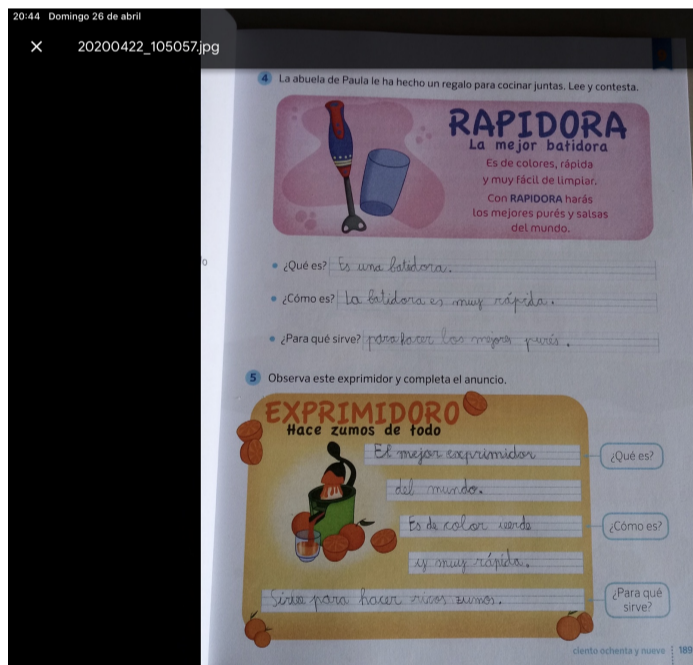 20:44 Domingo 26 de abril
20200422_105057.jpg
4 La abuela de Paula le ha hecho un regalo para cocinar juntas. Lee y contesta.
RAPIDORA
La mejor batidora
Es de colores, rápida
y muy fácil de limpiar.
Con RAPIDORA harás
los mejores purés y salsas
del mundo.
¿Qué es? Es una batidora.
¿Cómo es? La batidora es muy rápida.
¿Para qué sirve? para hacer los mejores purés.
5 Observa este exprimidor y completa el anuncio.
EXPRIMIDORO
Hace zumos de todo
El mejor exprimidor ¿Qué es?
del mundo.
Es de color verde ¿Cómo es?
y muy rápida.
Sirve para hacer ricos zumos. ¿Para qué
sirve?
ciento ochenta y nueve 189